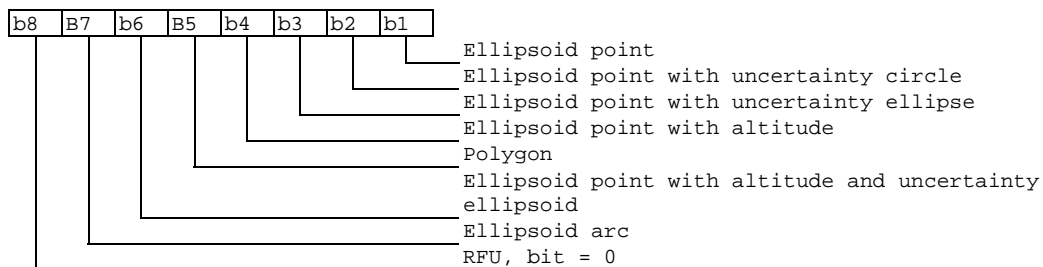 b8 B7 b6 B5 b4 b3 b2 b1
Ellipsoid point
Ellipsoid point with uncertainty circle
Ellipsoid point with uncertainty ellipse
Ellipsoid point with altitude
Polygon
Ellipsoid point with altitude and uncertainty
ellipsoid
Ellipsoid arc
RFU, bit = 0